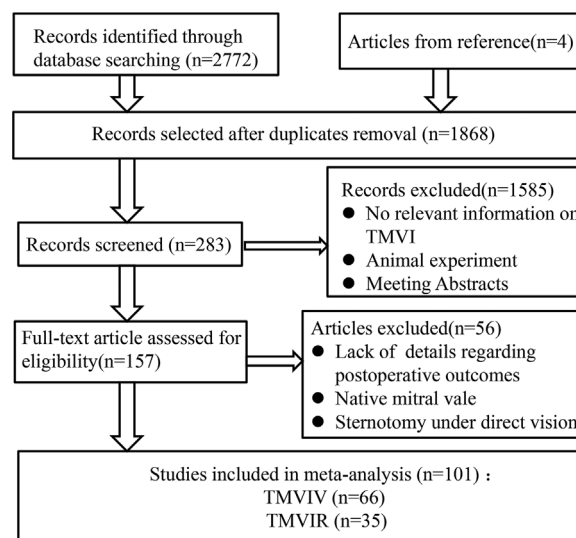 Records identified through
database searching (n=2772)
Articles from reference(n=4)
Records selected after duplicates removal (n=1868)
Records excluded(n=1585)
● No relevant information on
TMVI
● Animal experiment
● Meeting Abstracts
Records screened (n=283)
Full-text article assessed for
eligibility(n=157)
Articles excluded(n=56)
● Lack of details regarding
postoperative outcomes
● Native mitral vale
● Sternotomy under direct vision
Studies included in meta-analysis (n=101)：
TMVIV (n=66)
TMVIR (n=35)